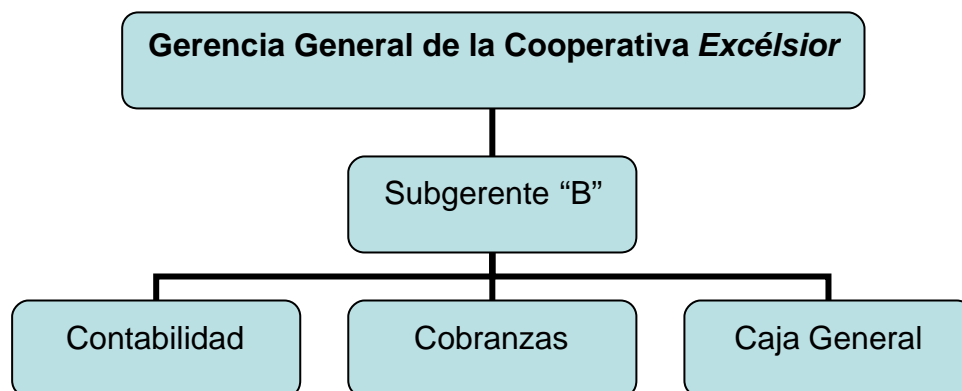 Gerencia General de la Cooperativa Excélsior
Subgerente “B”
Contabilidad
Cobranzas
Caja General